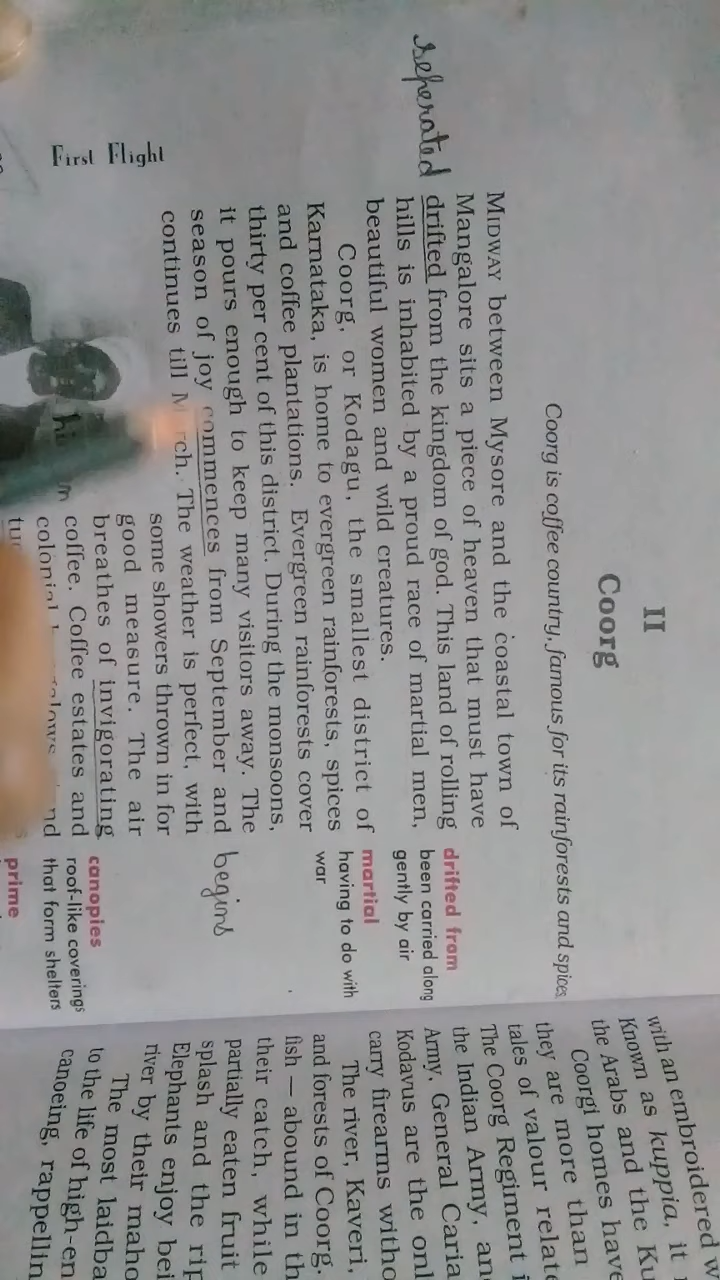 II
Coorg
Coorg is coffee country, famous for its rainforests and spices.
MIDWAY between Mysore and the coastal town of
Mangalore sits a piece of heaven that must have
seperated drifted from the kingdom of god. This land of rolling
hills is inhabited by a proud race of martial men,
beautiful women and wild creatures.
Coorg, or Kodagu, the smallest district of
Karnataka, is home to evergreen rainforests, spices
and coffee plantations. Evergreen rainforests cover
thirty per cent of this district. During the monsoons,
it pours enough to keep many visitors away. The
season of joy commences from September and begins
continues till March. The weather is perfect, with
some showers thrown in for
good measure. The air
breathes of invigorating
coffee. Coffee estates and
colonial
drifted from
been carried along
gently by air
martial
having to do with
war
canopies
roof-like coverings
that form shelters
prime
First Flight
with an embroidered
Known as kuppia, it
the Arabs and the Ku
Coorgi homes have
they are more than
tales of valour relate
The Coorg Regiment i
the Indian Army, an
Army, General Caria
Kodavus are the onl
carry firearms witho
The river, Kaveri,
and forests of Coorg.
fish — abound in th
their catch, while
partially eaten fruit
splash and the rip
Elephants enjoy bei
river by their maho
The most laidba
to the life of high-en
canoeing, rappellin